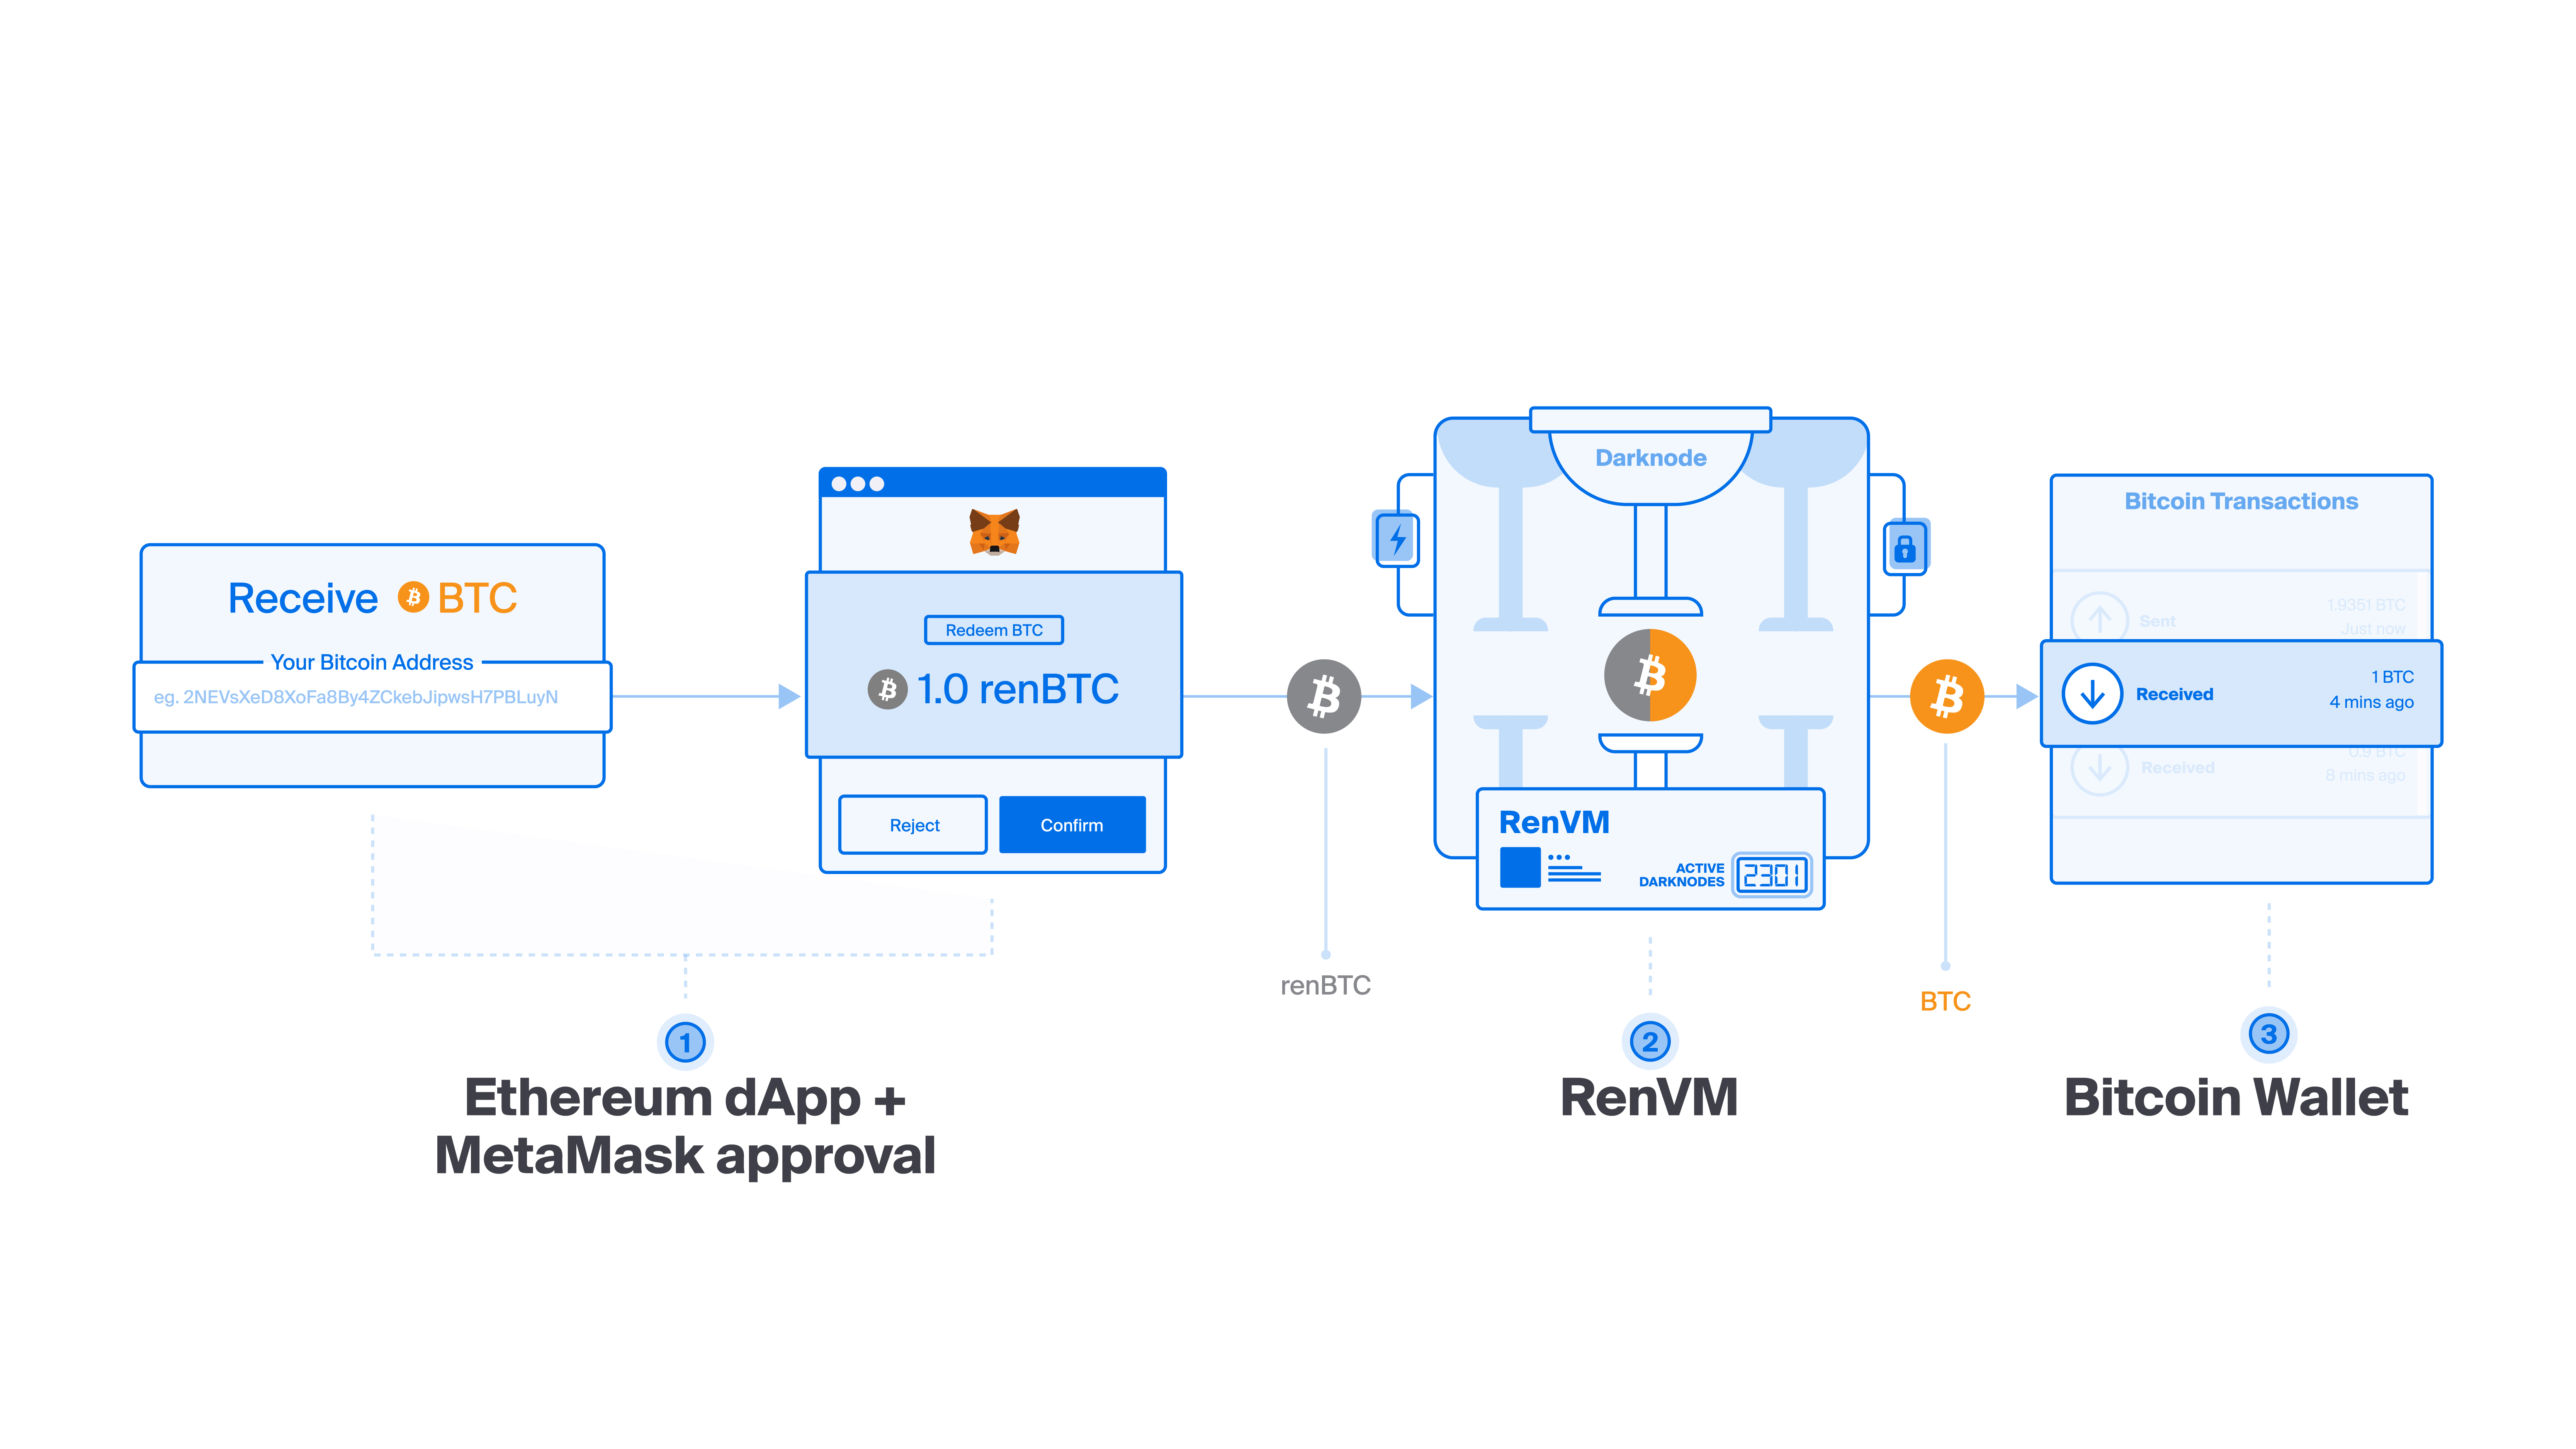 Receive BTC
Your Bitcoin Address
eg. 2NEVsXeD8XoFa8By4ZCkebJipwsH7PBLuyN
Redeem BTC
1.0 renBTC
Reject
Confirm
renBTC
Darknode
RenVM
ACTIVE
DARKNODES
2301
BTC
Bitcoin Transactions
Sent
1.9351 BTC
Just now
Received
1 BTC
4 mins ago
Received
0.9 BTC
8 mins ago
1
Ethereum dApp +
MetaMask approval
2
RenVM
3
Bitcoin Wallet